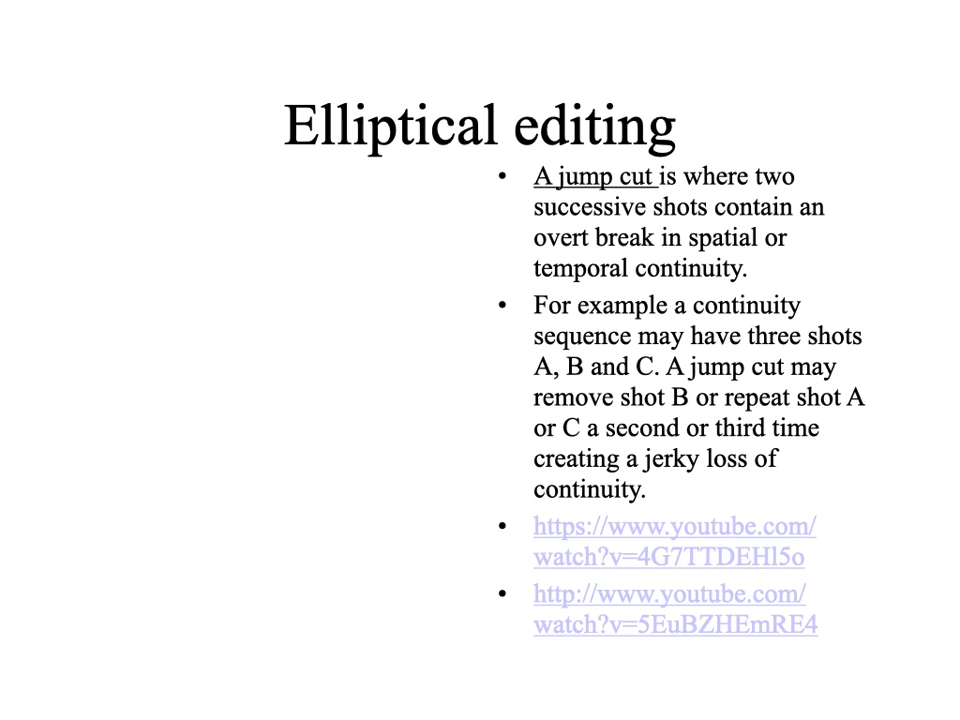 Elliptical editing
• A jump cut is where two
successive shots contain an
overt break in spatial or
temporal continuity.
• For example a continuity
sequence may have three shots
A, B and C. A jump cut may
remove shot B or repeat shot A
or C a second or third time
creating a jerky loss of
continuity.
• https://www.youtube.com/
watch?v=4G7TTDEHl5o
• http://www.youtube.com/
watch?v=5EuBZHEmRE4